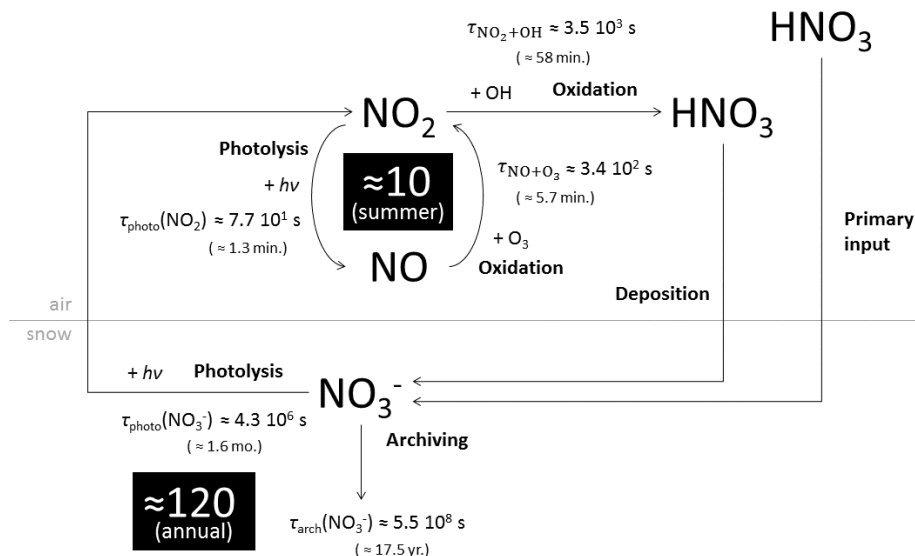 τNO₂+OH ≈ 3.5 10³ s
( ≈ 58 min.)
HNO₃
+ OH Oxidation
NO₂
HNO₃
Photolysis
+ hν
τphoto(NO₂) ≈ 7.7 10¹ s
( ≈ 1.3 min.)
≈10
(summer)
τNO+O₃ ≈ 3.4 10² s
(≈ 5.7 min.)
+ O₃
Oxidation
NO
Primary
input
Deposition
air
snow
+ hν Photolysis
NO₃⁻
τphoto(NO₃⁻) ≈ 4.3 10⁶ s
( ≈ 1.6 mo.)
Archiving
≈120
(annual)
τarch(NO₃⁻) ≈ 5.5 10⁸ s
(≈ 17.5 yr.)